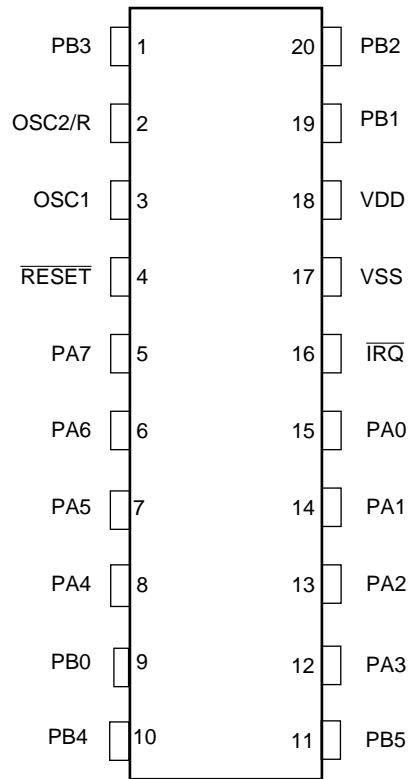 PB3 1 20 PB2
OSC2/R 2 19 PB1
OSC1 3 18 VDD
RESET 4 17 VSS
PA7 5 16 IRQ
PA6 6 15 PA0
PA5 7 14 PA1
PA4 8 13 PA2
PB0 9 12 PA3
PB4 10 11 PB5